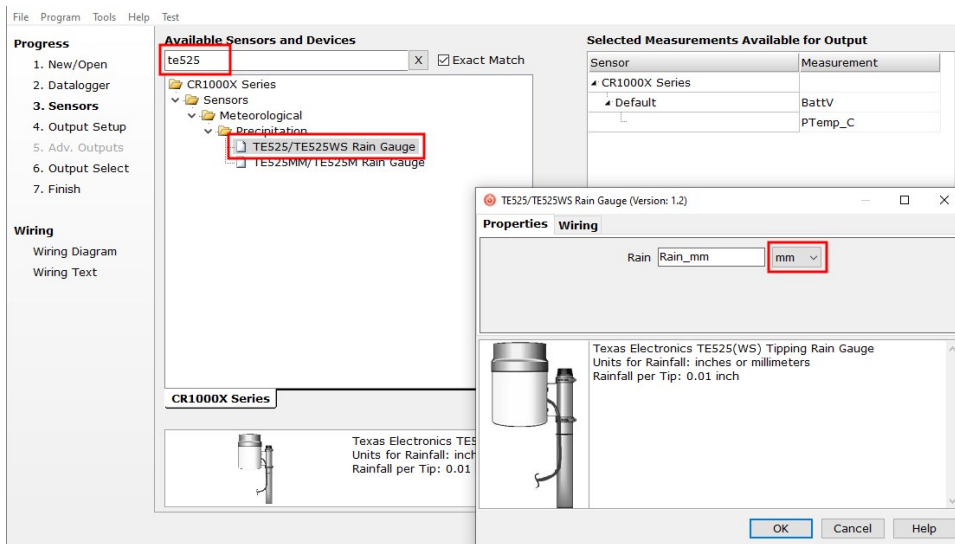 File Program Tools Help Test
Progress
1. New/Open
2. Datalogger
3. Sensors
4. Output Setup
5. Adv. Outputs
6. Output Select
7. Finish
Wiring
Wiring Diagram
Wiring Text
Available Sensors and Devices
te525 X Exact Match
CR1000X Series
Sensors
Meteorological
Precipitation
TE525/TE525WS Rain Gauge
TE525MM/TE525M Rain Gauge
CR1000X Series
Texas Electronics TE5
Units for Rainfall: inch
Rainfall per Tip: 0.01
Selected Measurements Available for Output
Sensor Measurement
CR1000X Series
Default BattV
PTemp_C
TE525/TE525WS Rain Gauge (Version: 1.2)
Properties Wiring
Rain Rain_mm mm
Texas Electronics TE525(WS) Tipping Rain Gauge
Units for Rainfall: inches or millimeters
Rainfall per Tip: 0.01 inch
OK Cancel Help